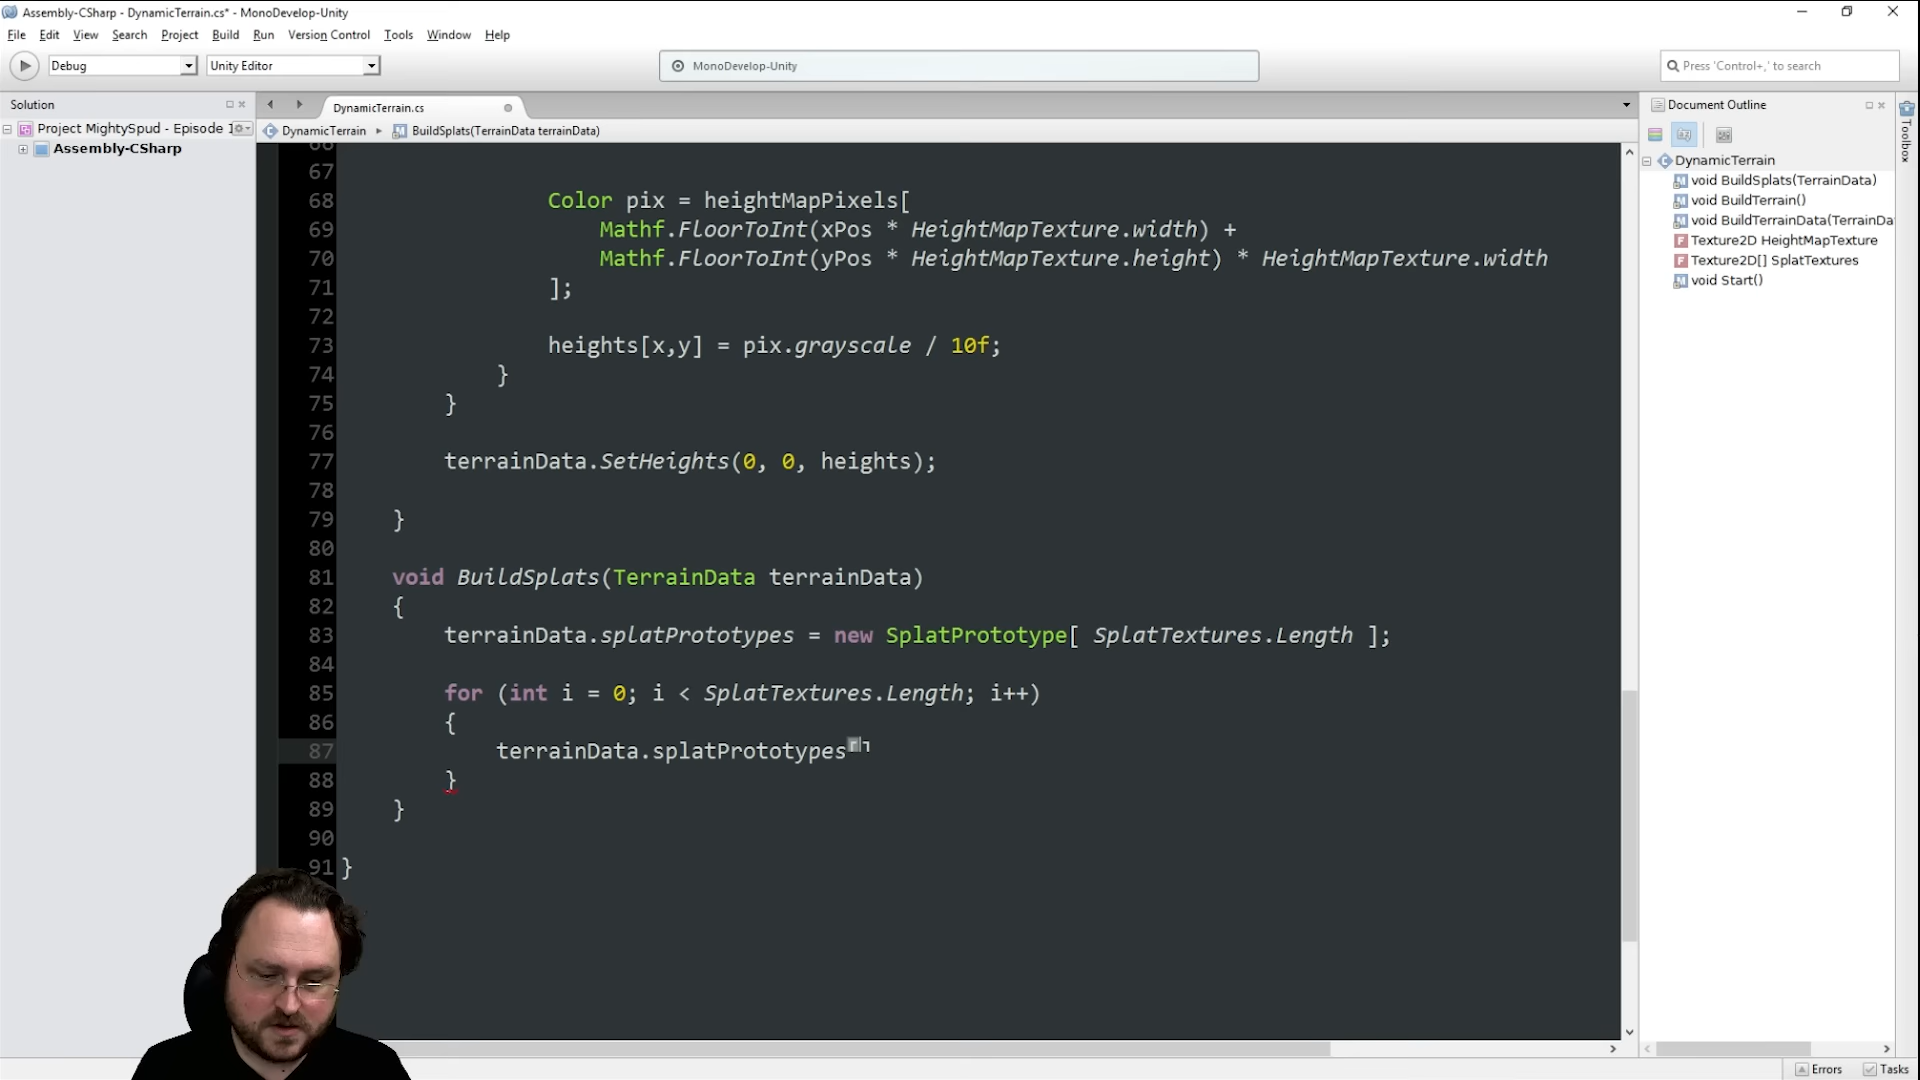 Assembly-CSharp - DynamicTerrain.cs* - MonoDevelop-Unity
File Edit View Search Project Build Run Version Control Tools Window Help
Debug Unity Editor MonoDevelop-Unity Press 'Control+,' to search
Solution DynamicTerrain.cs Document Outline
Project MightySpud - Episode 1 DynamicTerrain BuildSplats(TerrainData terrainData)
Assembly-CSharp
Toolbox
DynamicTerrain
void BuildSplats(TerrainData)
void BuildTerrain()
void BuildTerrainData(TerrainDa
Texture2D HeightMapTexture
Texture2D[] SplatTextures
void Start()
66
67
68 Color pix = heightMapPixels[
69 Mathf.FloorToInt(xPos * HeightMapTexture.width) +
70 Mathf.FloorToInt(yPos * HeightMapTexture.height) * HeightMapTexture.width
71 ];
72
73 heights[x,y] = pix.grayscale / 10f;
74 }
75 }
76
77 terrainData.SetHeights(0, 0, heights);
78
79 }
80
81 void BuildSplats(TerrainData terrainData)
82 {
83 terrainData.splatPrototypes = new SplatPrototype[ SplatTextures.Length ];
84
85 for (int i = 0; i < SplatTextures.Length; i++)
86 {
87 terrainData.splatPrototypes
88 }
89 }
90
91 }
Errors Tasks